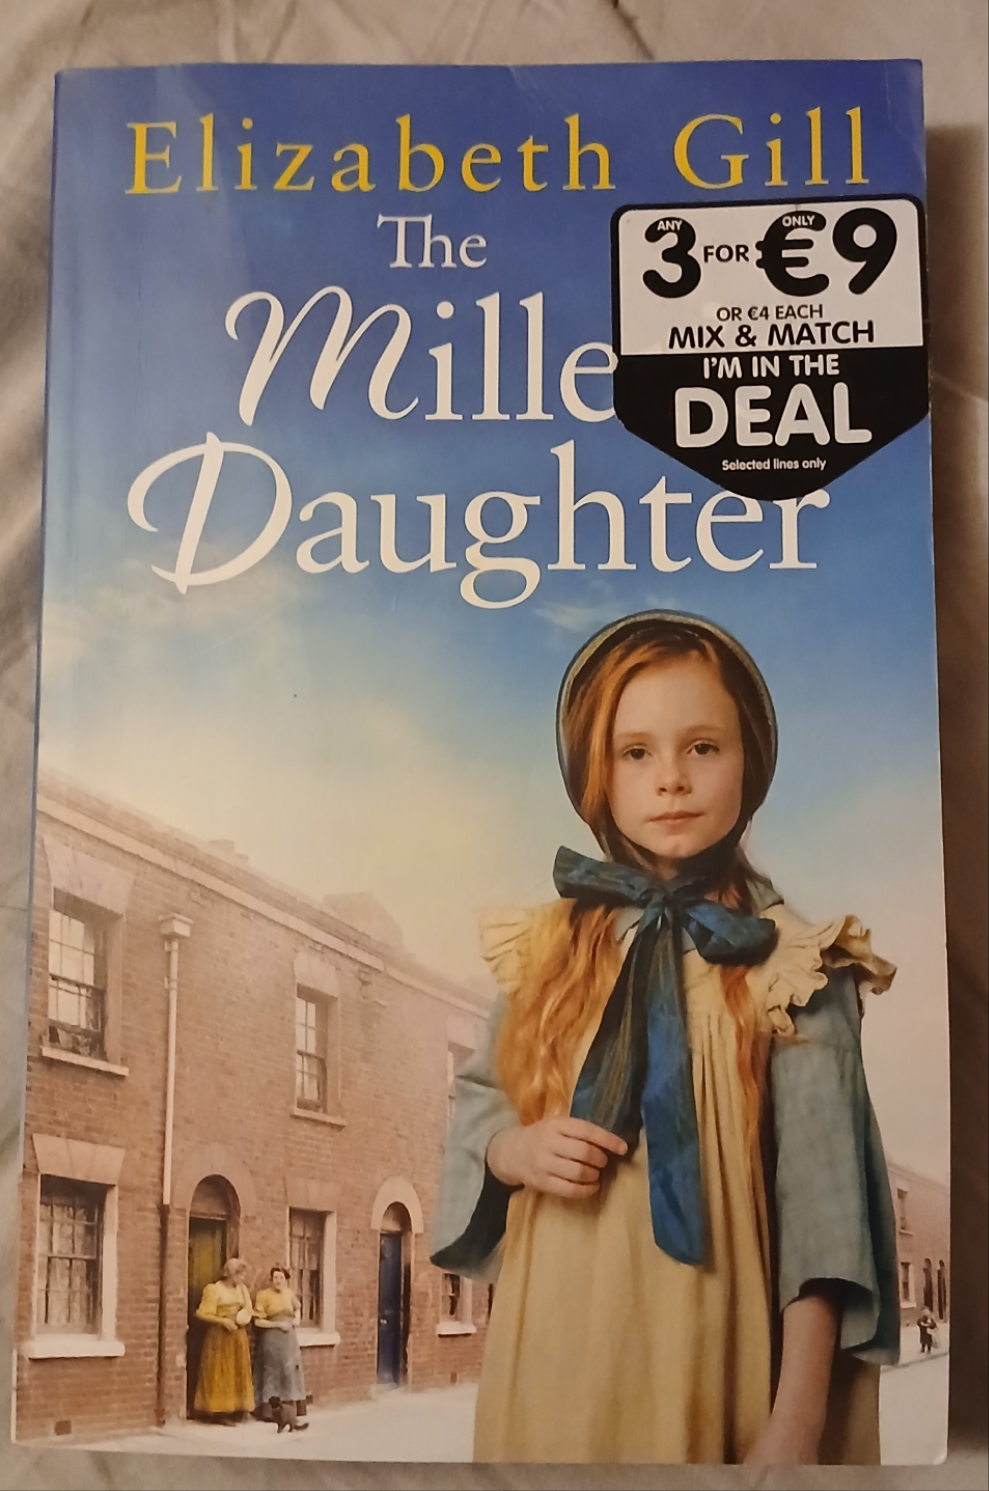 Elizabeth Gill
The
Mille
Daughter
ANY 3 FOR ONLY €9
OR €4 EACH
MIX & MATCH
I'M IN THE
DEAL
Selected lines only